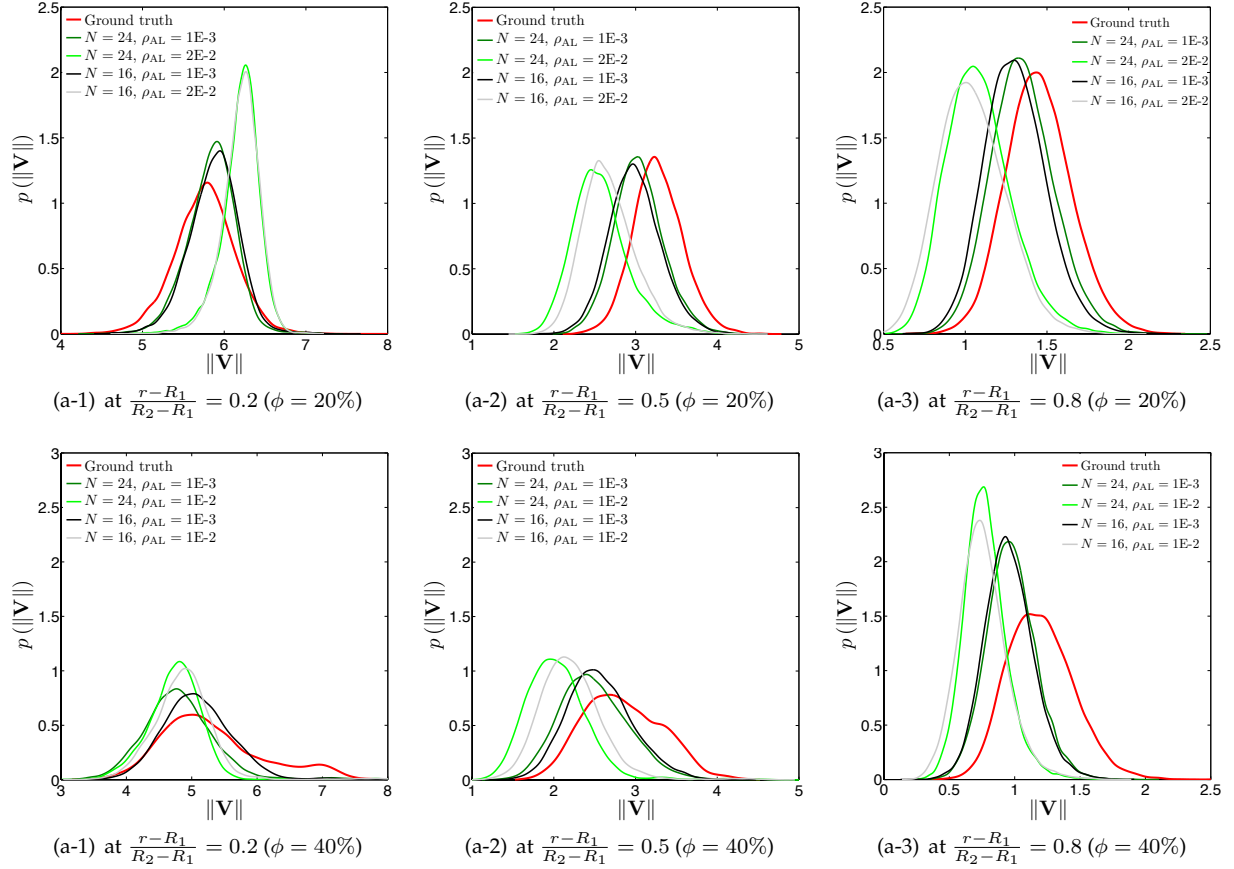 2.5
2
1.5
1
0.5
0
4 5 6 7 8
p (‖V‖)
‖V‖
Ground truth
N = 24, ρAL = 1E-3
N = 24, ρAL = 2E-2
N = 16, ρAL = 1E-3
N = 16, ρAL = 2E-2
(a-1) at r−R1/R2−R1 = 0.2 (ϕ = 20%)
2.5
2
1.5
1
0.5
0
1 2 3 4 5
p (‖V‖)
‖V‖
Ground truth
N = 24, ρAL = 1E-3
N = 24, ρAL = 2E-2
N = 16, ρAL = 1E-3
N = 16, ρAL = 2E-2
(a-2) at r−R1/R2−R1 = 0.5 (ϕ = 20%)
2.5
2
1.5
1
0.5
0
0.5 1 1.5 2 2.5
p (‖V‖)
‖V‖
Ground truth
N = 24, ρAL = 1E-3
N = 24, ρAL = 2E-2
N = 16, ρAL = 1E-3
N = 16, ρAL = 2E-2
(a-3) at r−R1/R2−R1 = 0.8 (ϕ = 20%)
3
2.5
2
1.5
1
0.5
0
3 4 5 6 7 8
p (‖V‖)
‖V‖
Ground truth
N = 24, ρAL = 1E-3
N = 24, ρAL = 1E-2
N = 16, ρAL = 1E-3
N = 16, ρAL = 1E-2
(a-1) at r−R1/R2−R1 = 0.2 (ϕ = 40%)
3
2.5
2
1.5
1
0.5
0
1 2 3 4 5
p (‖V‖)
‖V‖
Ground truth
N = 24, ρAL = 1E-3
N = 24, ρAL = 1E-2
N = 16, ρAL = 1E-3
N = 16, ρAL = 1E-2
(a-2) at r−R1/R2−R1 = 0.5 (ϕ = 40%)
3
2.5
2
1.5
1
0.5
0
0 0.5 1 1.5 2 2.5
p (‖V‖)
‖V‖
Ground truth
N = 24, ρAL = 1E-3
N = 24, ρAL = 1E-2
N = 16, ρAL = 1E-3
N = 16, ρAL = 1E-2
(a-3) at r−R1/R2−R1 = 0.8 (ϕ = 40%)